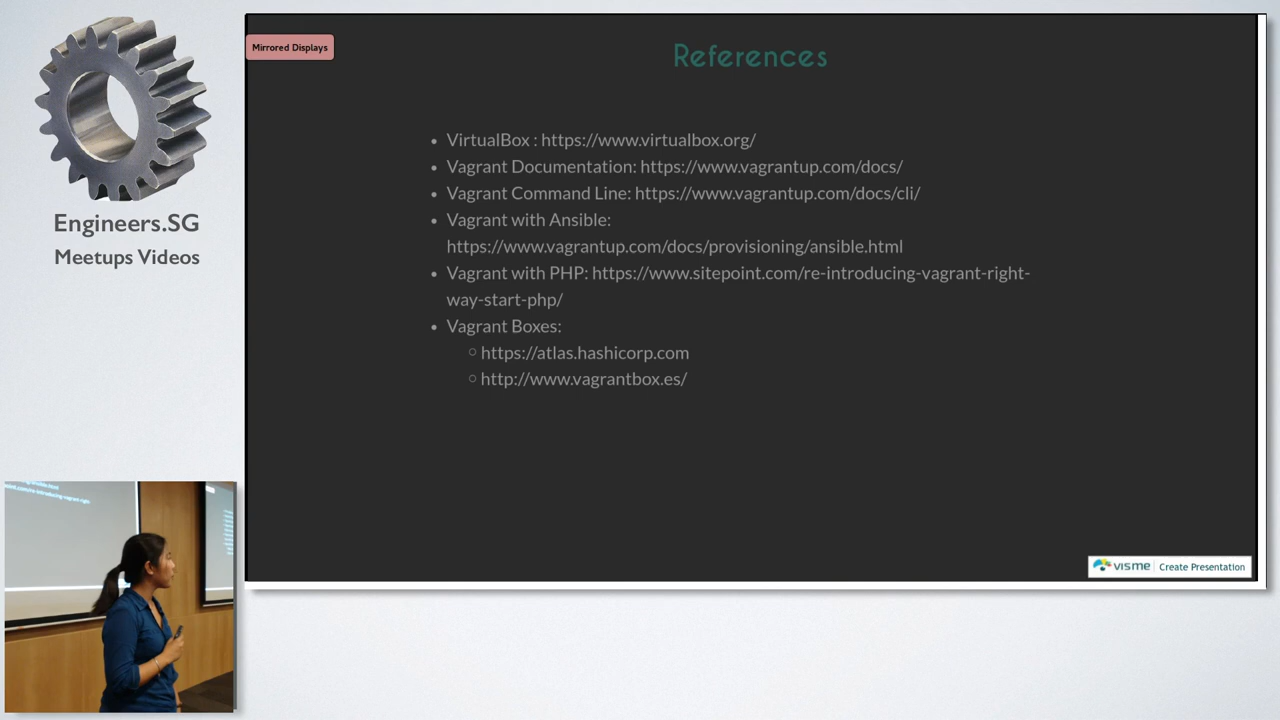 Mirrored Displays
References
Engineers.SG
Meetups Videos
• VirtualBox : https://www.virtualbox.org/
• Vagrant Documentation: https://www.vagrantup.com/docs/
• Vagrant Command Line: https://www.vagrantup.com/docs/cli/
• Vagrant with Ansible:
https://www.vagrantup.com/docs/provisioning/ansible.html
• Vagrant with PHP: https://www.sitepoint.com/re-introducing-vagrant-right-
way-start-php/
• Vagrant Boxes:
○ https://atlas.hashicorp.com
○ http://www.vagrantbox.es/
visme Create Presentation